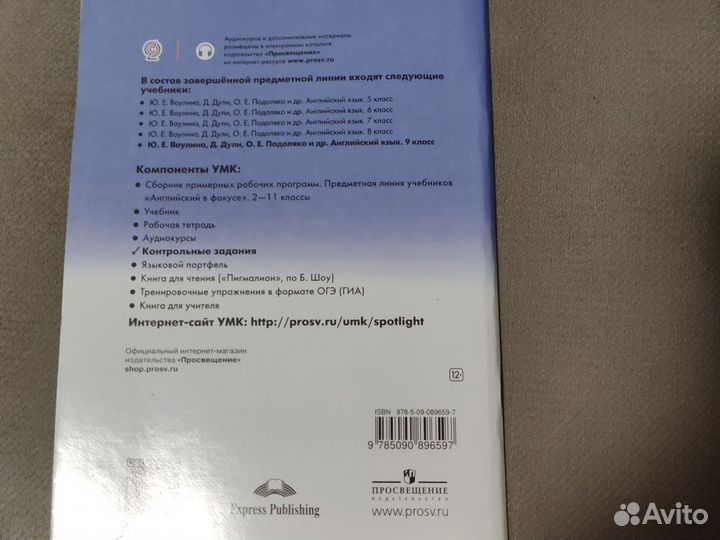 Аудиокурсы и дополнительные материалы
размещены в электронном каталоге
издательства «Просвещение»
на интернет-ресурсе www.prosv.ru
В состав завершённой предметной линии входят следующие
учебники:
• Ю. Е. Ваулина, Д. Дули, О. Е. Подоляко и др. Английский язык. 5 класс
• Ю. Е. Ваулина, Д. Дули, О. Е. Подоляко и др. Английский язык. 6 класс
• Ю. Е. Ваулина, Д. Дули, О. Е. Подоляко и др. Английский язык. 7 класс
• Ю. Е. Ваулина, Д. Дули, О. Е. Подоляко и др. Английский язык. 8 класс
• Ю. Е. Ваулина, Д. Дули, О. Е. Подоляко и др. Английский язык. 9 класс
Компоненты УМК:
• Сборник примерных рабочих программ. Предметная линия учебников
«Английский в фокусе». 2—11 классы
• Учебник
• Рабочая тетрадь
• Аудиокурсы
✓ Контрольные задания
• Языковой портфель
• Книга для чтения («Пигмалион», по Б. Шоу)
• Тренировочные упражнения в формате ОГЭ (ГИА)
• Книга для учителя
Интернет-сайт УМК: http://prosv.ru/umk/spotlight
Официальный интернет-магазин
издательства «Просвещение»
shop.prosv.ru
12+
ISBN 978-5-09-089659-7
9 785090 896597
Express Publishing
ПРОСВЕЩЕНИЕ
ИЗДАТЕЛЬСТВО
www.prosv.ru
Avito